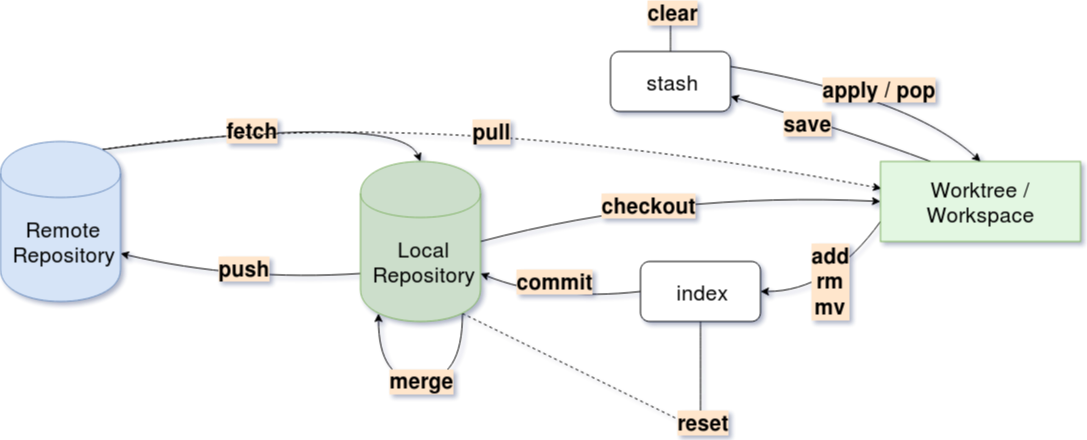 clear
stash
apply / pop
save
fetch
pull
Worktree /
Workspace
checkout
Remote
Repository
Local
Repository
push
commit
index
add
rm
mv
merge
reset